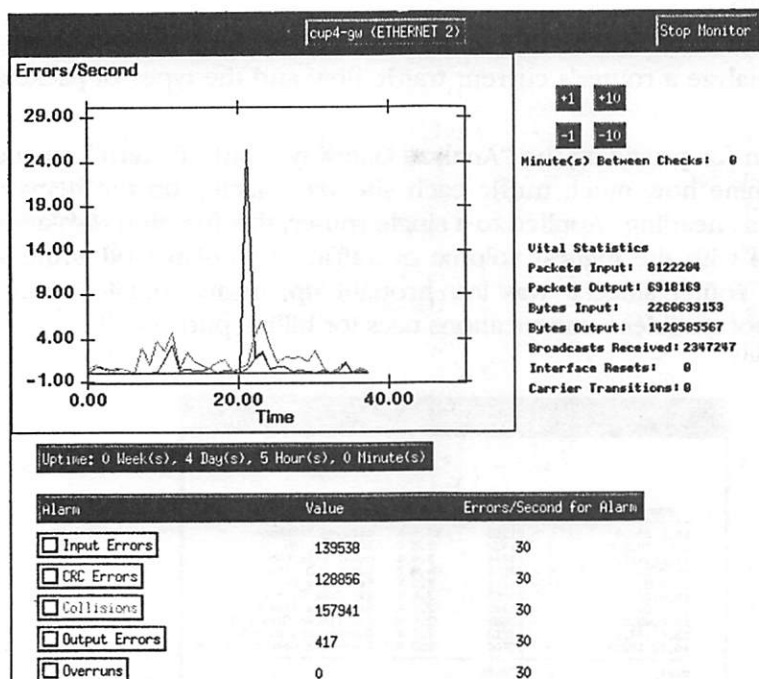 cup4-gw (ETHERNET 2)
Stop Monitor
Errors/Second
29.00
24.00
19.00
14.00
9.00
4.00
-1.00
0.00
20.00
40.00
Time
+1
+10
-1
-10
Minute(s) Between Checks: 0
Vital Statistics
Packets Input: 8122204
Packets Output: 6918169
Bytes Input:
Bytes Output: 1420505567
Broadcasts Received: 2347247
Interface Resets: 0
Carrier Transitions: 0
Uptime: 0 Week(s), 4 Day(s), 5 Hour(s), 0 Minute(s)
Alarm Value Errors/Second for Alarm
Input Errors 139538 30
CRC Errors 128856 30
Collisions 157941 30
Output Errors 417 30
Overruns 0 30